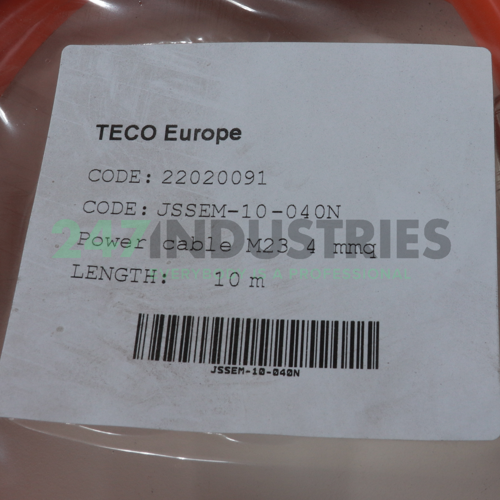 TECO Europe
CODE: 22020091
CODE: JSSEM-10-040N
Power cable M23 4 mmq
247INDUSTRIES
LENGTH: 10 m
JSSEM-10-040N